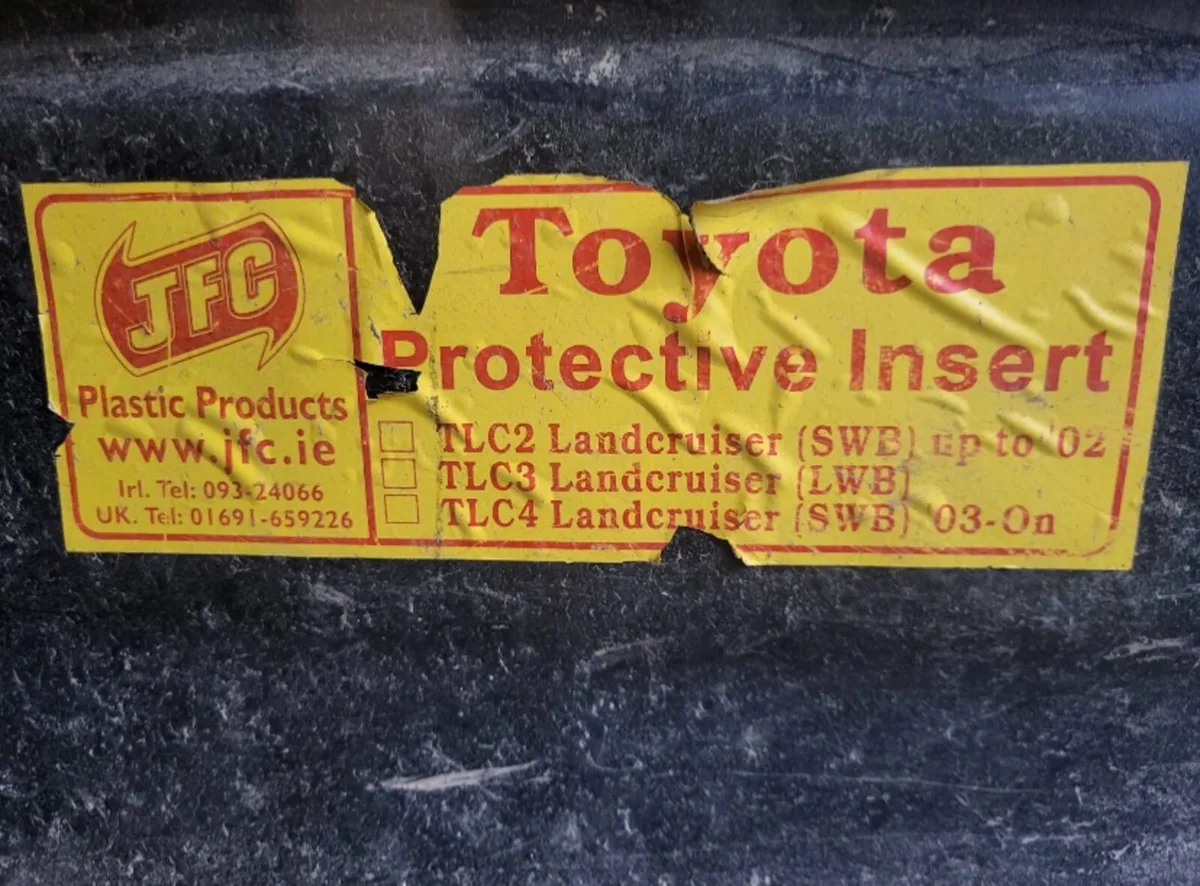 JFC
Plastic Products
www.jfc.ie
Irl. Tel: 093-24066
UK. Tel: 01691-659226
Toyota
Protective Insert
TLC2 Landcruiser (SWB) up to '02
TLC3 Landcruiser (LWB)
TLC4 Landcruiser (SWB) '03-On